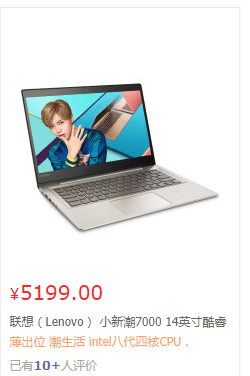 ¥5199.00
联想（Lenovo） 小新潮7000 14英寸酷睿
薄出位 潮生活 intel八代四核CPU，
已有10+人评价